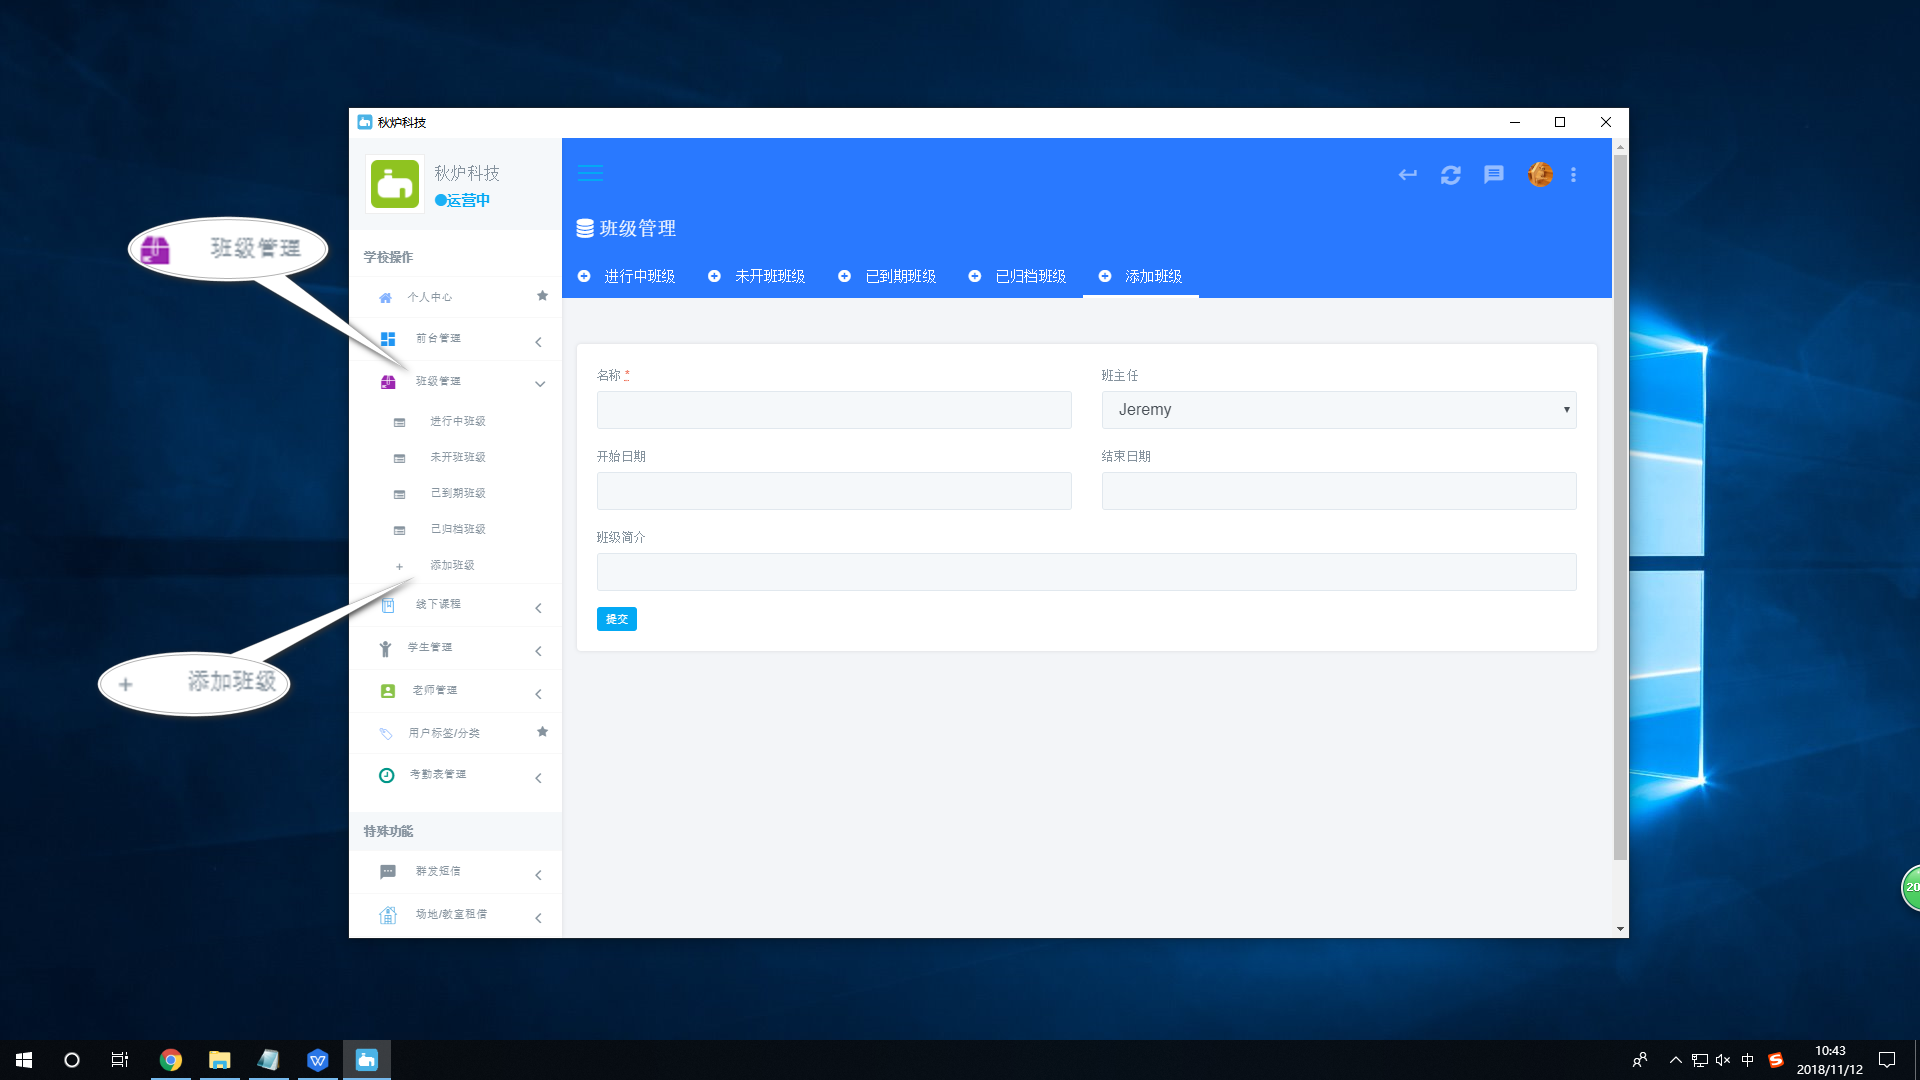 秋炉科技
秋炉科技
运营中
班级管理
学校操作
个人中心
前台管理
班级管理
进行中班级
未开班班级
已到期班级
已归档班级
添加班级
线下课程
学生管理
添加班级
老师管理
用户标签/分类
考勤表管理
特殊功能
群发短信
场地/教室租借
班级管理
进行中班级
未开班班级
已到期班级
已归档班级
添加班级
名称 *
班主任
Jeremy
开始日期
结束日期
班级简介
提交
20
中
10:43
2018/11/12